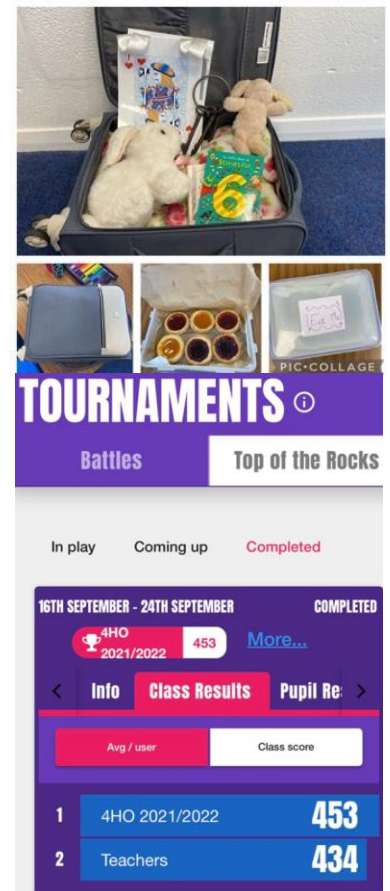 6
Eat Me
PIC•COLLAGE
TOURNAMENTS
Battles
Top of the Rocks
In play
Coming up
Completed
16TH SEPTEMBER - 24TH SEPTEMBER
COMPLETED
4HO
2021/2022
453
More...
Info
Class Results
Pupil Re
Avg / user
Class score
1
4HO 2021/2022
453
2
Teachers
434